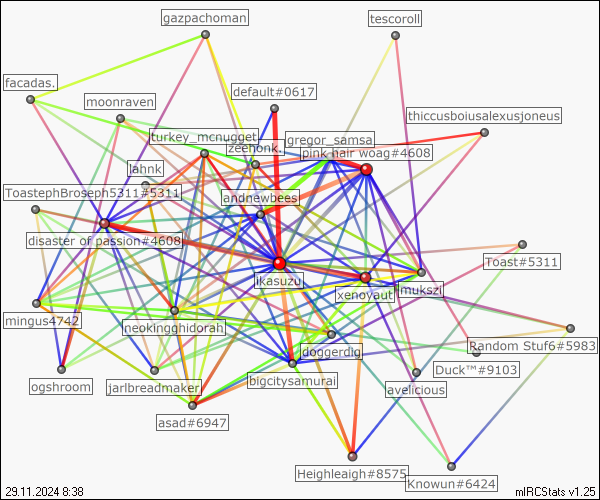 gazpachoman
tescoroll
facadas.
default#0617
moonraven
thiccusboiusalexusjoneus
turkey_mcnugget
gregor_samsa
zeehonk.
pink hair woag#4608
lahnk
ToastephBroseph5311#5311
andnewbees
disaster of passion#4608
Toast#5311
ikasuzu
xenovaut
mukszi
mingus4742
neokingghidorah
doggerdig
Random Stuf6#5983
Duck™#9103
ogshroom
jarlbreadmaker
bigcitysamurai
avelicious
asad#6947
Heighleaigh#8575
Knowun#6424
29.11.2024 8:38
mIRCStats v1.25